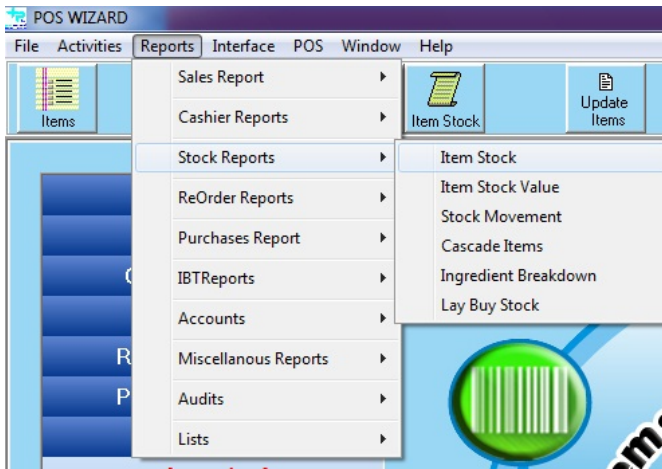 POS WIZARD
File Activities Reports Interface POS Window Help
Items
Item Stock
Update
Items
Sales Report
Cashier Reports
Stock Reports
ReOrder Reports
Purchases Report
IBTReports
Accounts
Miscellanous Reports
Audits
Lists
Item Stock
Item Stock Value
Stock Movement
Cascade Items
Ingredient Breakdown
Lay Buy Stock
R
P